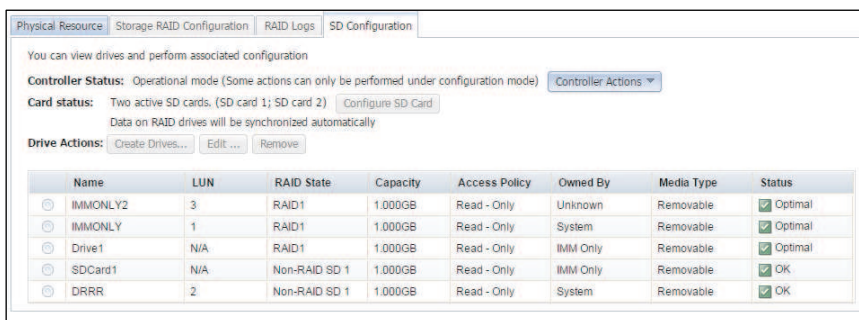 Physical Resource Storage RAID Configuration RAID Logs SD Configuration
You can view drives and perform associated configuration
Controller Status: Operational mode (Some actions can only be performed under configuration mode) Controller Actions
Card status: Two active SD cards. (SD card 1; SD card 2) Configure SD Card
Data on RAID drives will be synchronized automatically
Drive Actions: Create Drives... Edit ... Remove
Name LUN RAID State Capacity Access Policy Owned By Media Type Status
IMMONLY2 3 RAID1 1.000GB Read - Only Unknown Removable Optimal
IMMONLY 1 RAID1 1.000GB Read - Only System Removable Optimal
Drive1 N/A RAID1 1.000GB Read - Only IMM Only Removable Optimal
SDCard1 N/A Non-RAID SD 1 1.000GB Read - Only IMM Only Removable OK
DRRR 2 Non-RAID SD 1 1.000GB Read - Only System Removable OK